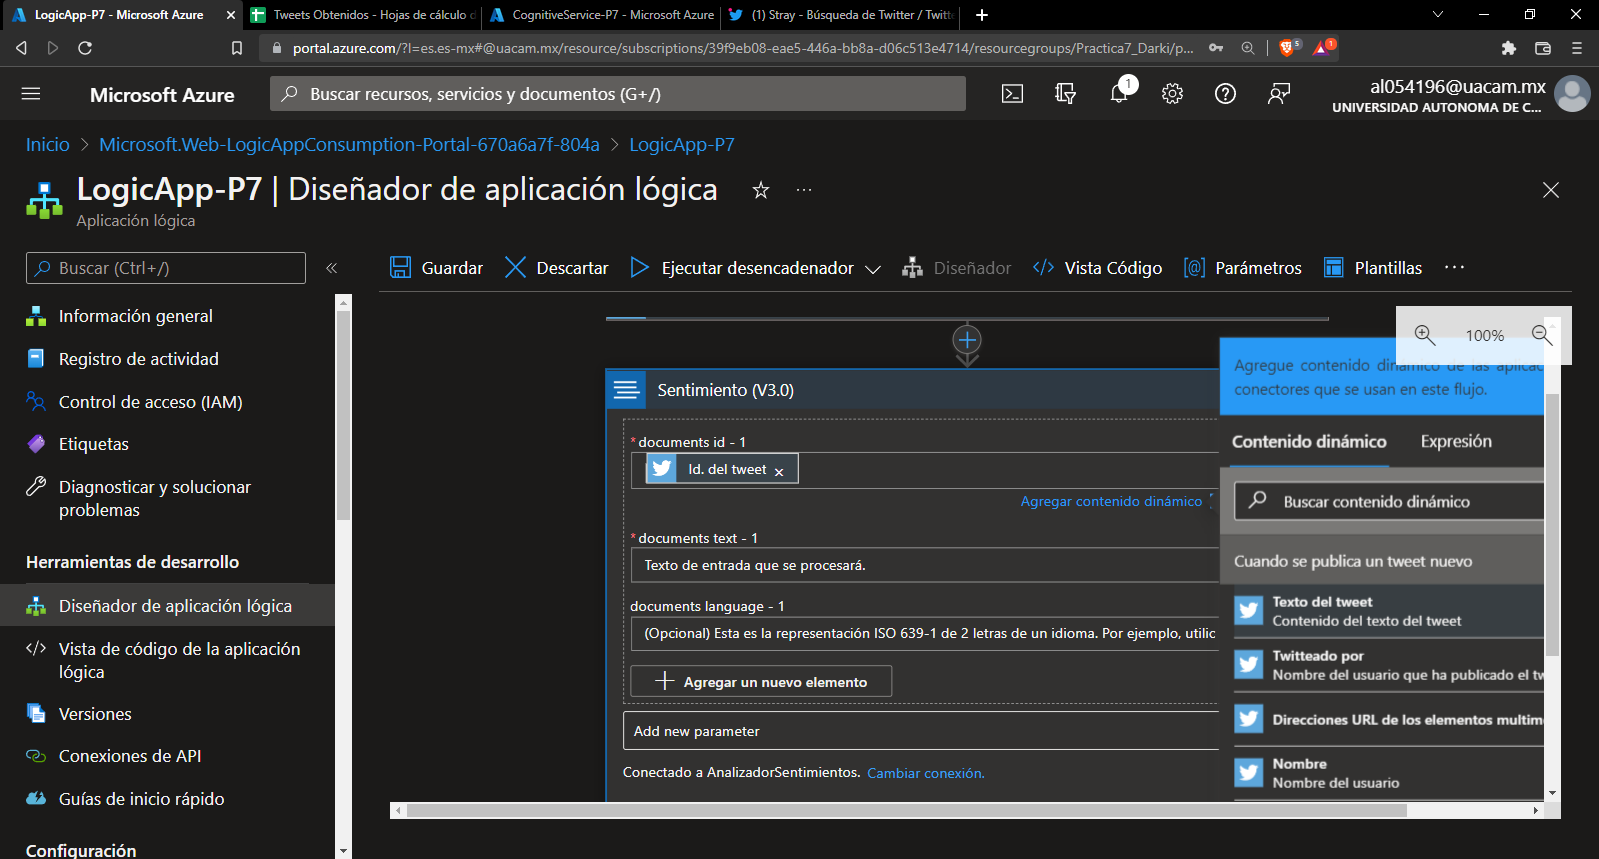 LogicApp-P7 - Microsoft Azure
Tweets Obtenidos - Hojas de cálculo d
CognitiveService-P7 - Microsoft Azure
(1) Stray - Búsqueda de Twitter / Twitt
portal.azure.com/?l=es.es-mx#@uacam.mx/resource/subscriptions/39f9eb08-eae5-446a-bb8a-d06c513e4714/resourcegroups/Practica7_Darki/p...
5
1
Microsoft Azure
Buscar recursos, servicios y documentos (G+/)
1
al054196@uacam.mx
UNIVERSIDAD AUTONOMA DE C...
Inicio > Microsoft.Web-LogicAppConsumption-Portal-670a6a7f-804a > LogicApp-P7
LogicApp-P7 | Diseñador de aplicación lógica
...
Aplicación lógica
Buscar (Ctrl+/)
«
Guardar
Descartar
Ejecutar desencadenador
Diseñador
Vista Código
Parámetros
Plantillas
...
Información general
Registro de actividad
Control de acceso (IAM)
Etiquetas
Diagnosticar y solucionar
problemas
Herramientas de desarrollo
Diseñador de aplicación lógica
Vista de código de la aplicación
lógica
Versiones
Conexiones de API
Guías de inicio rápido
Configuración
100%
Sentimiento (V3.0)
* documents id - 1
Id. del tweet ×
Agregar contenido dinámico
* documents text - 1
Texto de entrada que se procesará.
documents language - 1
(Opcional) Esta es la representación ISO 639-1 de 2 letras de un idioma. Por ejemplo, utilic
Agregar un nuevo elemento
Add new parameter
Conectado a AnalizadorSentimientos. Cambiar conexión.
Agregue contenido dinámico de las aplicac
conectores que se usan en este flujo.
Contenido dinámico
Expresión
Buscar contenido dinámico
Cuando se publica un tweet nuevo
Texto del tweet
Contenido del texto del tweet
Twitteado por
Nombre del usuario que ha publicado el tw
Direcciones URL de los elementos multim
Nombre
Nombre del usuario